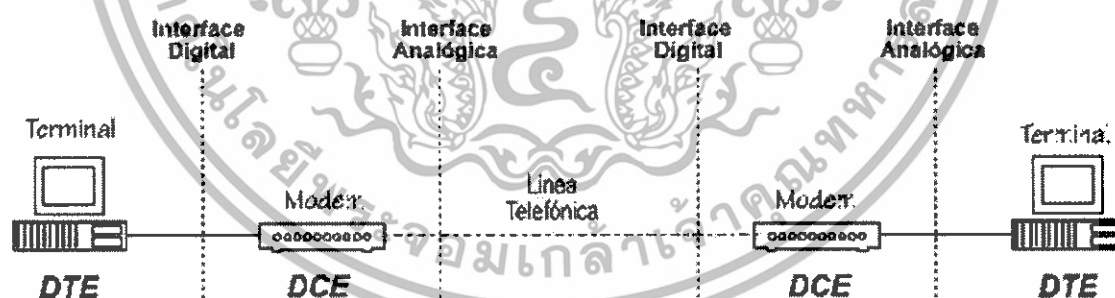 Interface
Digital
Interface
Analógica
Interface
Digital
Interface
Analógica
Terminal
Terminal
Modem
Línea
Telefónica
Modem
DTE
DCE
DCE
DTE